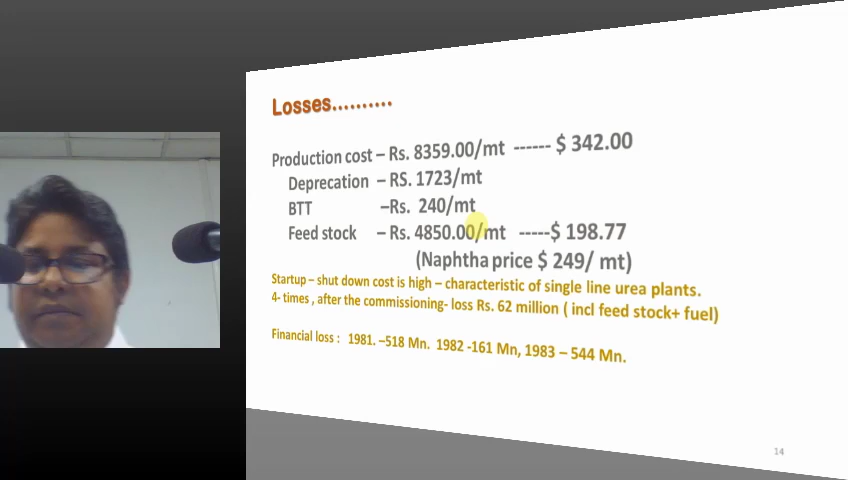 Losses..........
Production cost – Rs. 8359.00/mt ------ $ 342.00
Deprecation – RS. 1723/mt
BTT –Rs. 240/mt
Feed stock – Rs. 4850.00/mt -----$ 198.77
(Naphtha price $ 249/ mt)
Startup – shut down cost is high – characteristic of single line urea plants.
4- times , after the commissioning- loss Rs. 62 million ( incl feed stock+ fuel)
Financial loss : 1981. –518 Mn. 1982 -161 Mn, 1983 – 544 Mn.
14